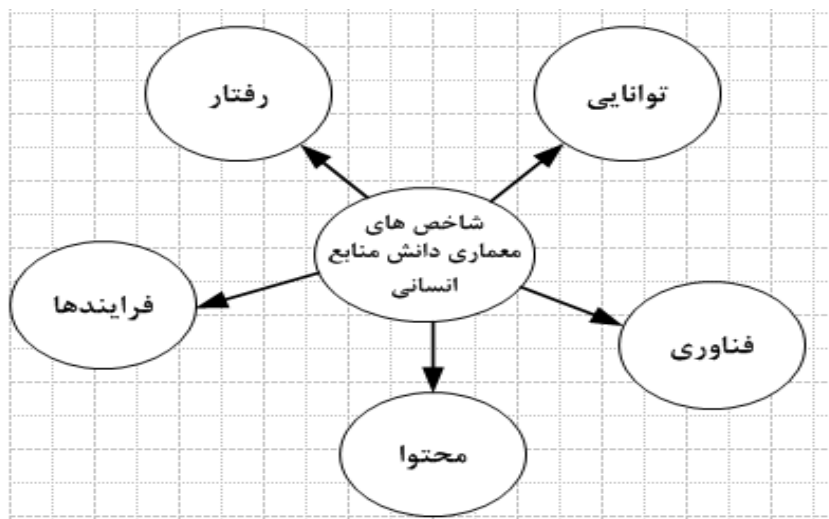 توانایی
رفتار
شاخص های
معماری دانش منابع
انسانی
فرایندها
فناوری
محتوا